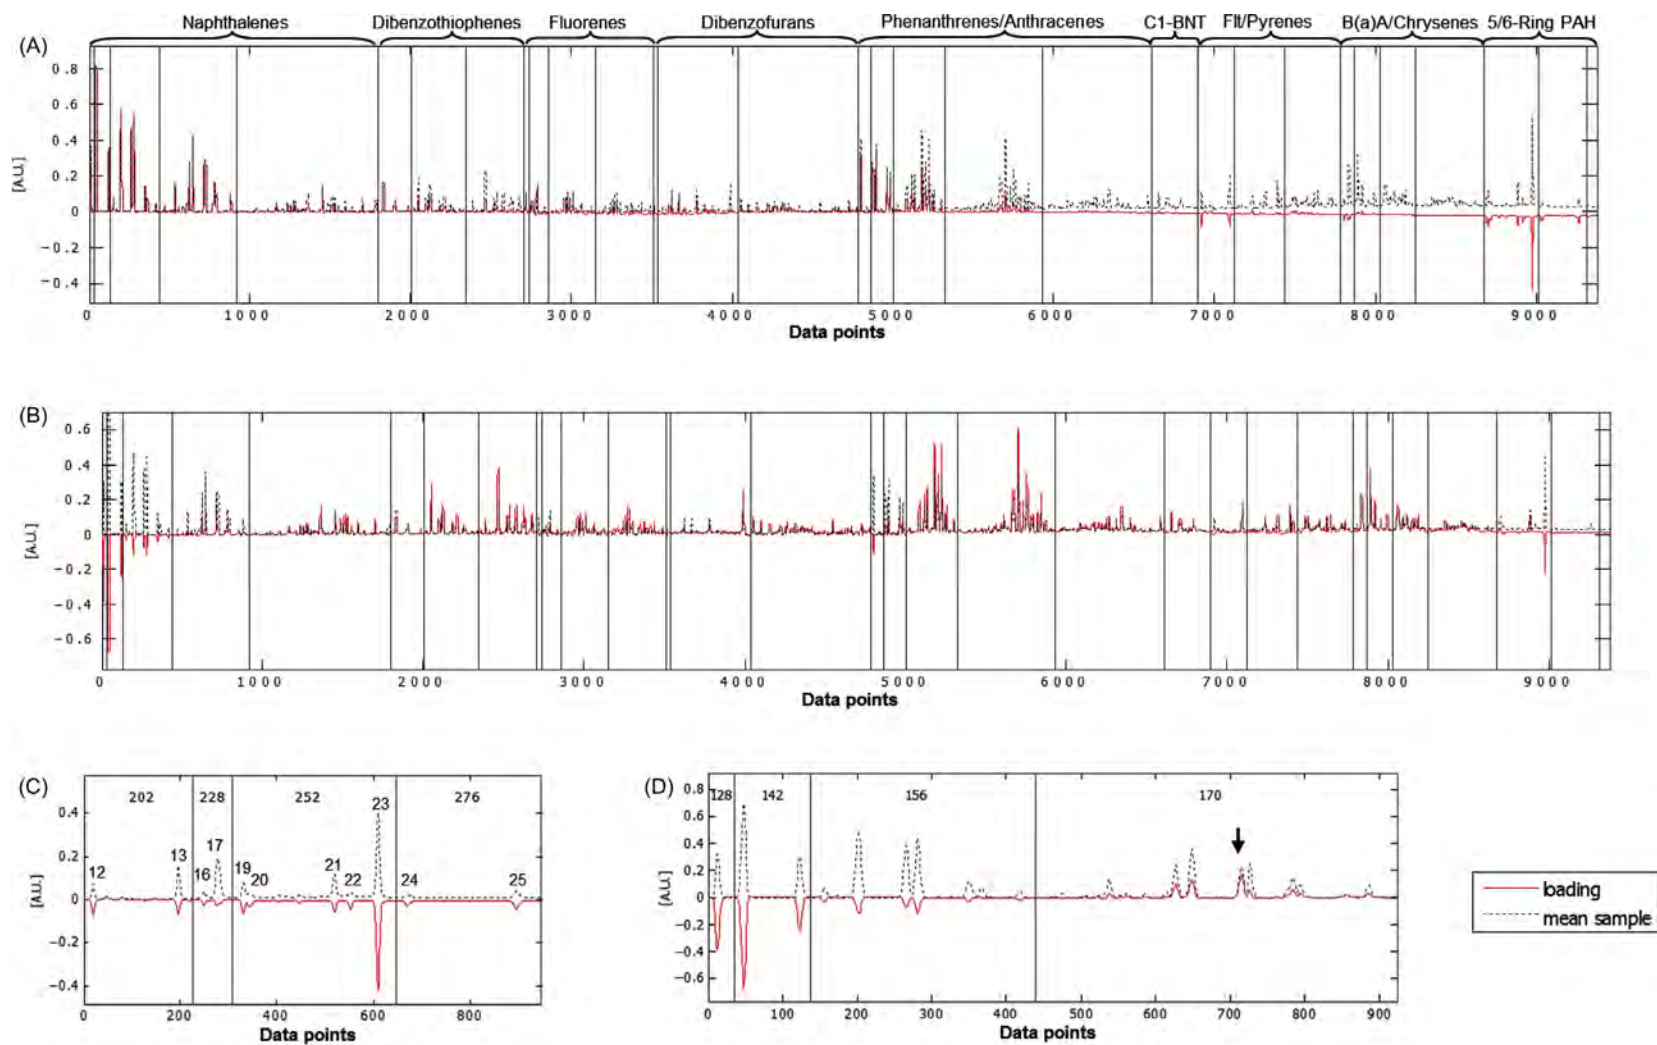 Naphthalenes Dibenzothiophenes Fluorenes Dibenzofurans Phenanthrenes/Anthracenes C1-BNT Flt/Pyrenes B(a)A/Chrysenes 5/6-Ring PAH
(A)
0.8
0.6
0.4
0.2
0
-0.2
-0.4
[A.U.]
0 1000 2000 3000 4000 5000 6000 7000 8000 9000
Data points
(B)
0.6
0.4
0.2
0
-0.2
-0.4
-0.6
[A.U.]
0 1000 2000 3000 4000 5000 6000 7000 8000 9000
Data points
(C)
202 228 252 276
12 13 16 17 19 20 21 22 23 24 25
0.4
0.2
0
-0.2
-0.4
[A.U.]
0 200 400 600 800
Data points
(D)
128 142 156 170
0.8
0.6
0.4
0.2
0
-0.2
-0.4
-0.6
[A.U.]
0 100 200 300 400 500 600 700 800 900
Data points
loading
mean sample